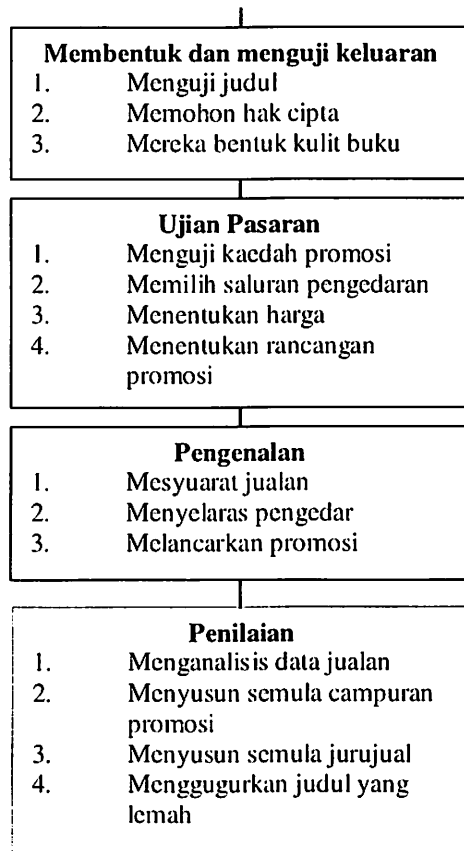 Membentuk dan menguji keluaran
1. Menguji judul
2. Memohon hak cipta
3. Mereka bentuk kulit buku
Ujian Pasaran
1. Menguji kaedah promosi
2. Memilih saluran pengedaran
3. Menentukan harga
4. Menentukan rancangan
promosi
Pengenalan
1. Mesyuarat jualan
2. Menyelaras pengedar
3. Melancarkan promosi
Penilaian
1. Menganalisis data jualan
2. Menyusun semula campuran
promosi
3. Menyusun semula jurujual
4. Menggugurkan judul yang
lemah